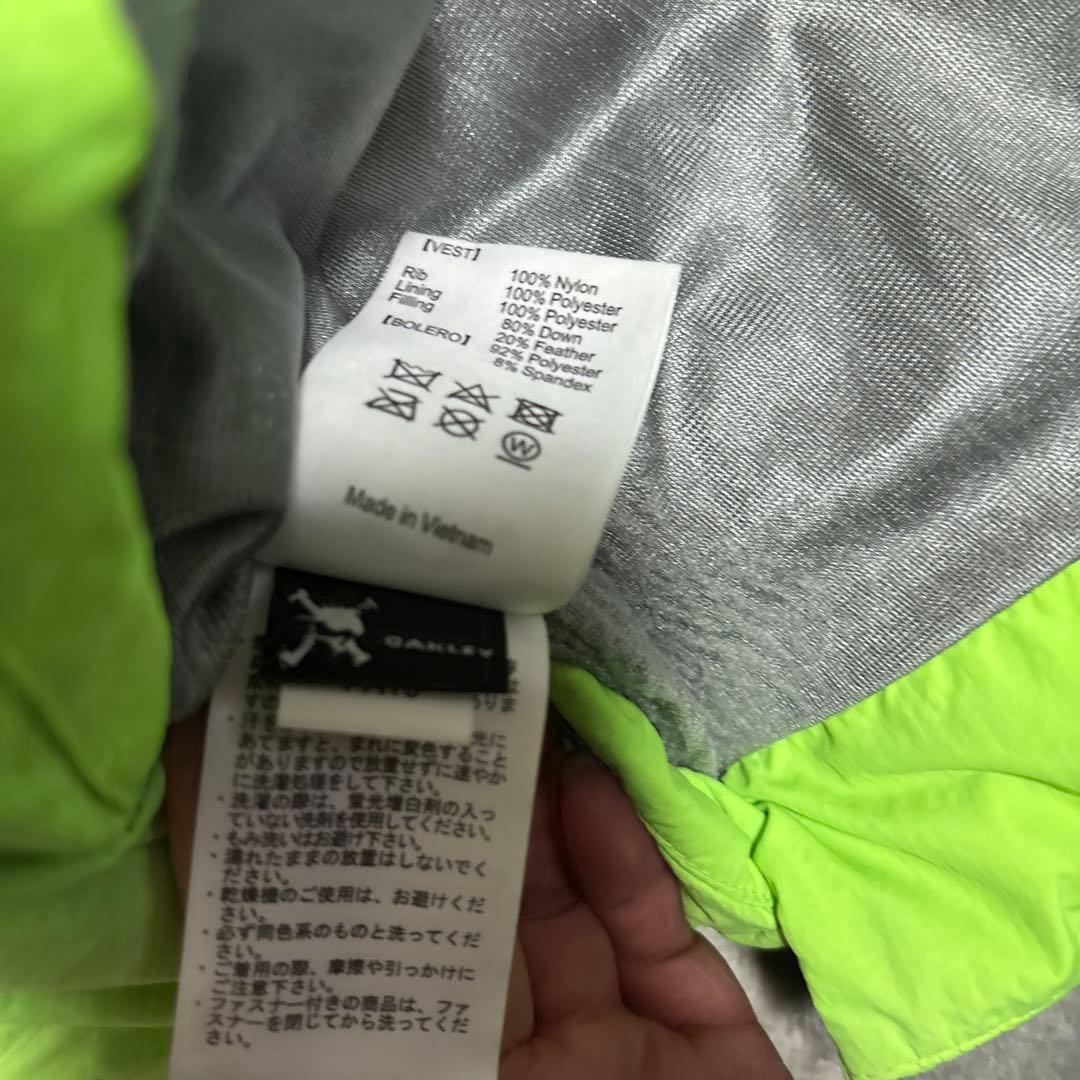 【VEST】
100% Nylon
Rib 100% Polyester
Lining 100% Polyester
Filling 80% Down
20% Feather
【BOLERO】 92% Polyester
8% Spandex
W
Made in Vietnam
OAKLEY
光に
あてますと、まれに変色すること
がありますので放置せずに速やか
に洗濯処理をして下さい。
・洗濯の際は、蛍光増白剤の入っ
ていない洗剤を使用してください。
・もみ洗いはお避け下さい。
・濡れたままの放置はしないでく
ださい。
・乾燥機のご使用は、お避けくだ
さい。
・必ず同色系のものと洗ってくだ
さい。
・ご着用の際、摩擦や引っかけに
ご注意下さい。
・ファスナー付きの商品は、ファ
スナーを閉じてから洗ってくだ
さい。